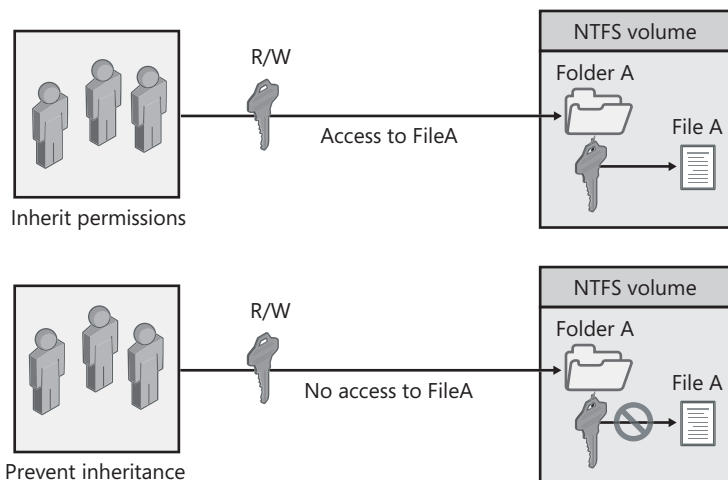 NTFS volume
R/W
Folder A
File A
Access to FileA
Inherit permissions
NTFS volume
R/W
Folder A
File A
No access to FileA
Prevent inheritance